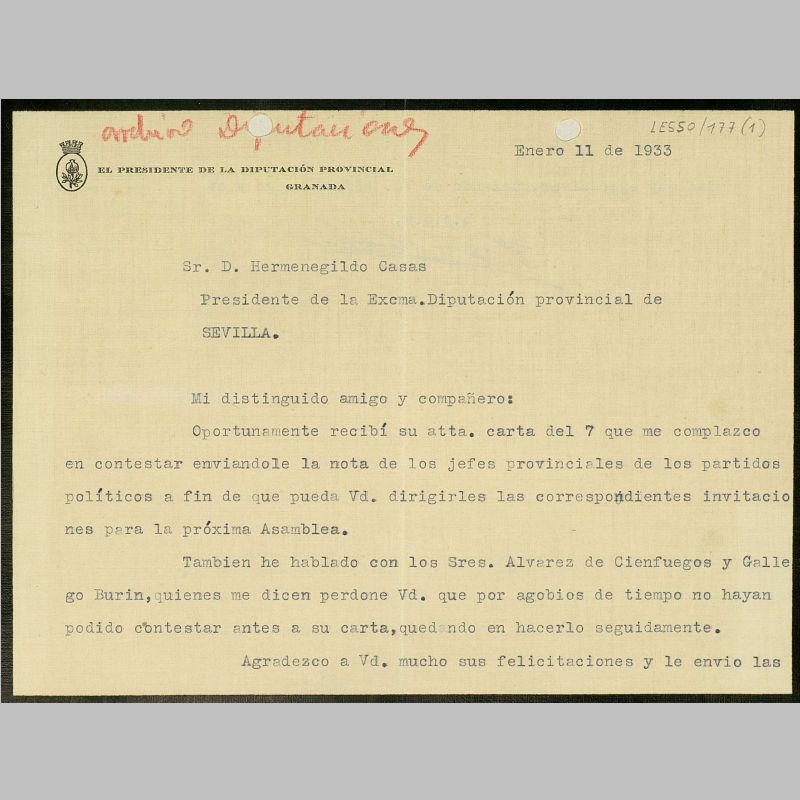 archivo Diputaciones
LE550/177(1)
Enero 11 de 1933
EL PRESIDENTE DE LA DIPUTACIÓN PROVINCIAL
GRANADA
Sr. D. Hermenegildo Casas
Presidente de la Excma.Diputación provincial de
SEVILLA.
Mi distinguido amigo y compañero:
Oportunamente recibí su atta. carta del 7 que me complazco
en contestar enviandole la nota de los jefes provinciales de los partidos
políticos a fin de que pueda Vd. dirigirles las correspondientes invitacio
nes para la próxima Asamblea.
Tambien he hablado con los Sres. Alvarez de Cienfuegos y Galle
go Burin,quienes me dicen perdone Vd. que por agobios de tiempo no hayan
podido contestar antes a su carta,quedando en hacerlo seguidamente.
Agradezco a Vd. mucho sus felicitaciones y le envio las